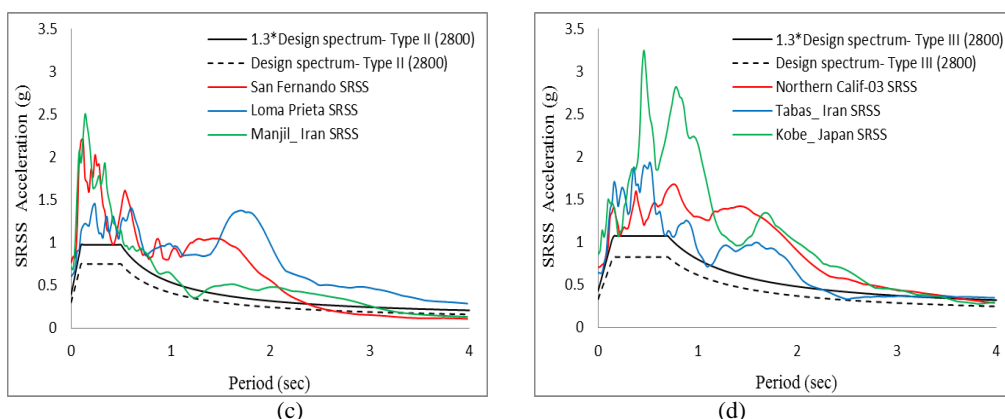 3.5
3
2.5
2
1.5
1
0.5
0
SRSS Acceleration (g)
1.3*Design spectrum- Type II (2800)
Design spectrum- Type II (2800)
San Fernando SRSS
Loma Prieta SRSS
Manjil_ Iran SRSS
0 1 2 3 4
Period (sec)
(c)
3.5
3
2.5
2
1.5
1
0.5
0
SRSS Acceleration (g)
1.3*Design spectrum- Type III (2800)
Design spectrum- Type III (2800)
Northern Calif-03 SRSS
Tabas_ Iran SRSS
Kobe_ Japan SRSS
0 1 2 3 4
Period (sec)
(d)